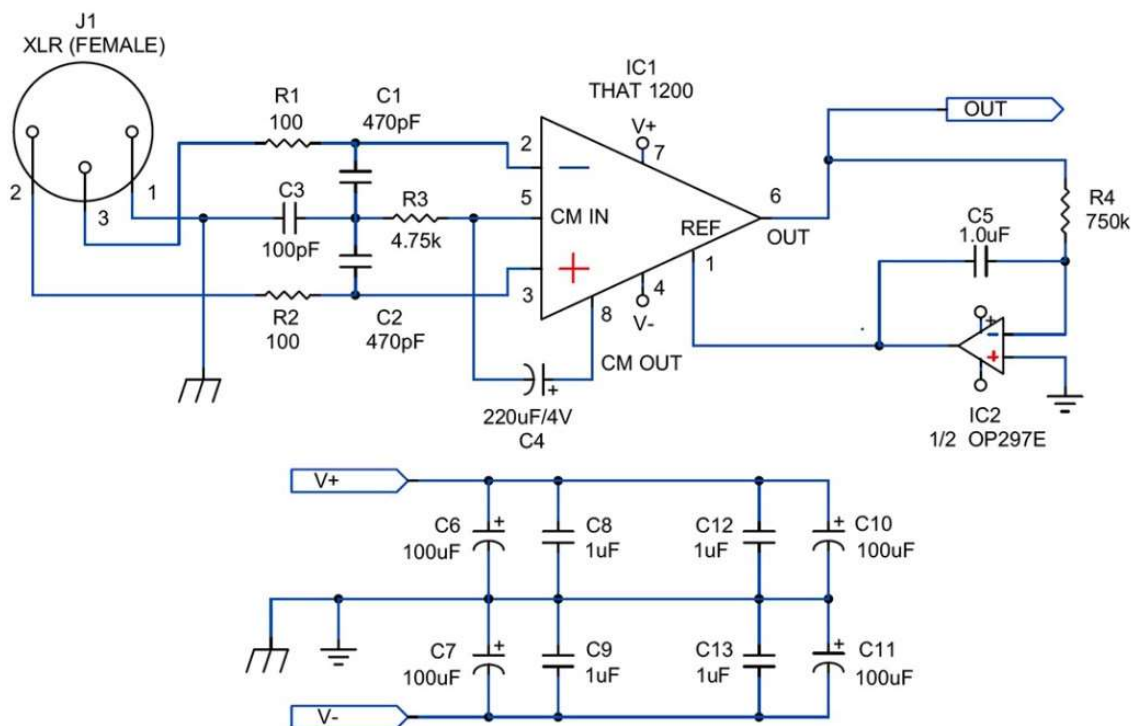 J1
XLR (FEMALE)
2
3
1
R1
100
C1
470pF
C3
100pF
R3
4.75k
R2
100
C2
470pF
IC1
THAT 1200
V+
7
2
−
5
CM IN
3
+
6
OUT
REF
1
4
V-
8
CM OUT
+
220uF/4V
C4
OUT
R4
750k
C5
1.0uF
+
-
+
IC2
1/2 OP297E
V+
C6
100uF
+
C8
1uF
C12
1uF
+
C10
100uF
C7
100uF
+
C9
1uF
C13
1uF
+
C11
100uF
V-